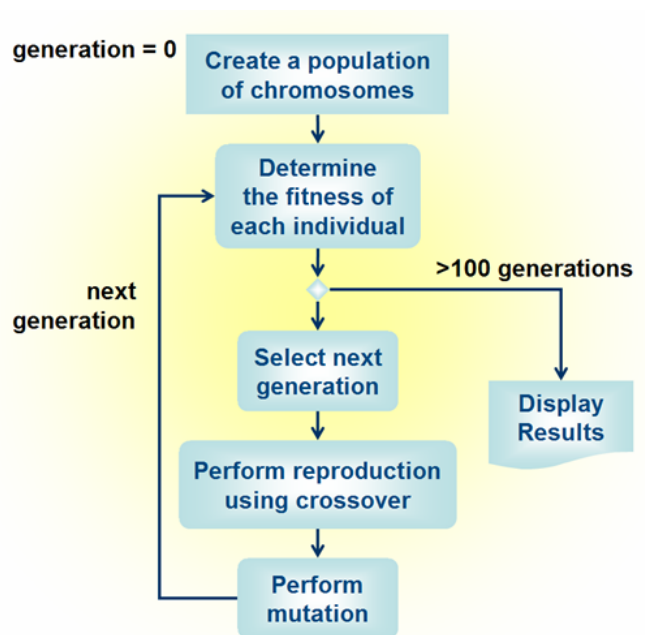 generation = 0
Create a population
of chromosomes
Determine
the fitness of
each individual
>100 generations
next
generation
Select next
generation
Display
Results
Perform reproduction
using crossover
Perform
mutation